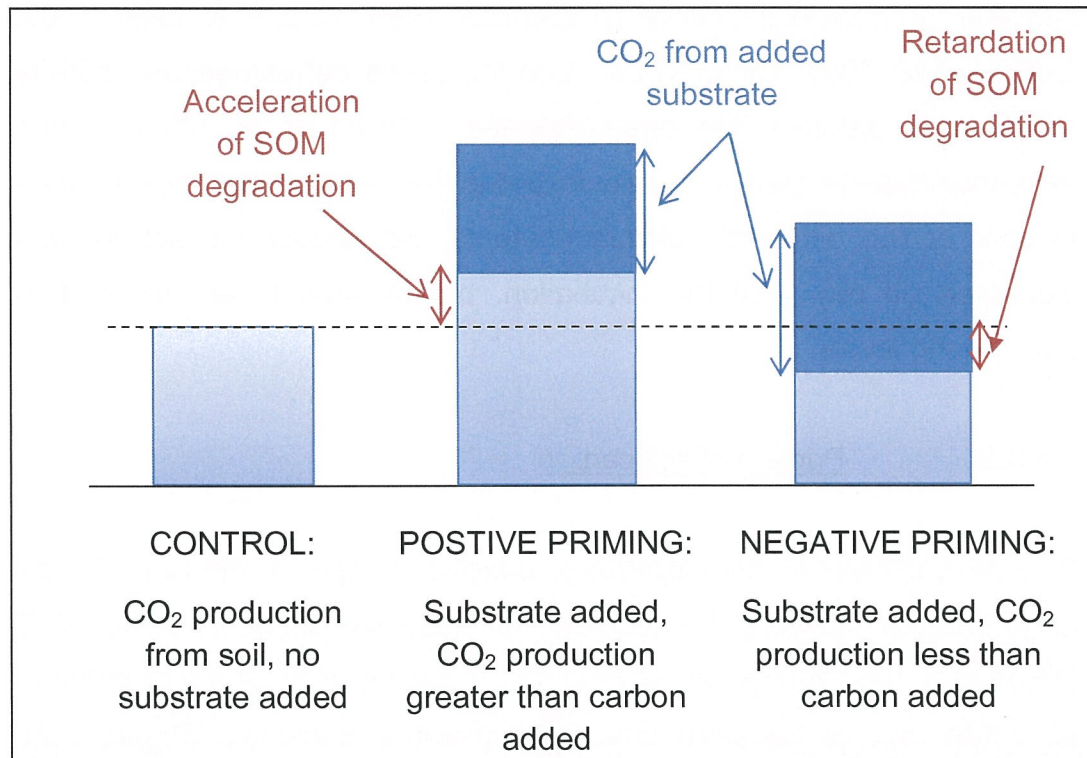 Acceleration
of SOM
degradation
CO₂ from added
substrate
Retardation
of SOM
degradation
CONTROL:
CO₂ production
from soil, no
substrate added
POSTIVE PRIMING:
Substrate added,
CO₂ production
greater than carbon
added
NEGATIVE PRIMING:
Substrate added, CO₂
production less than
carbon added